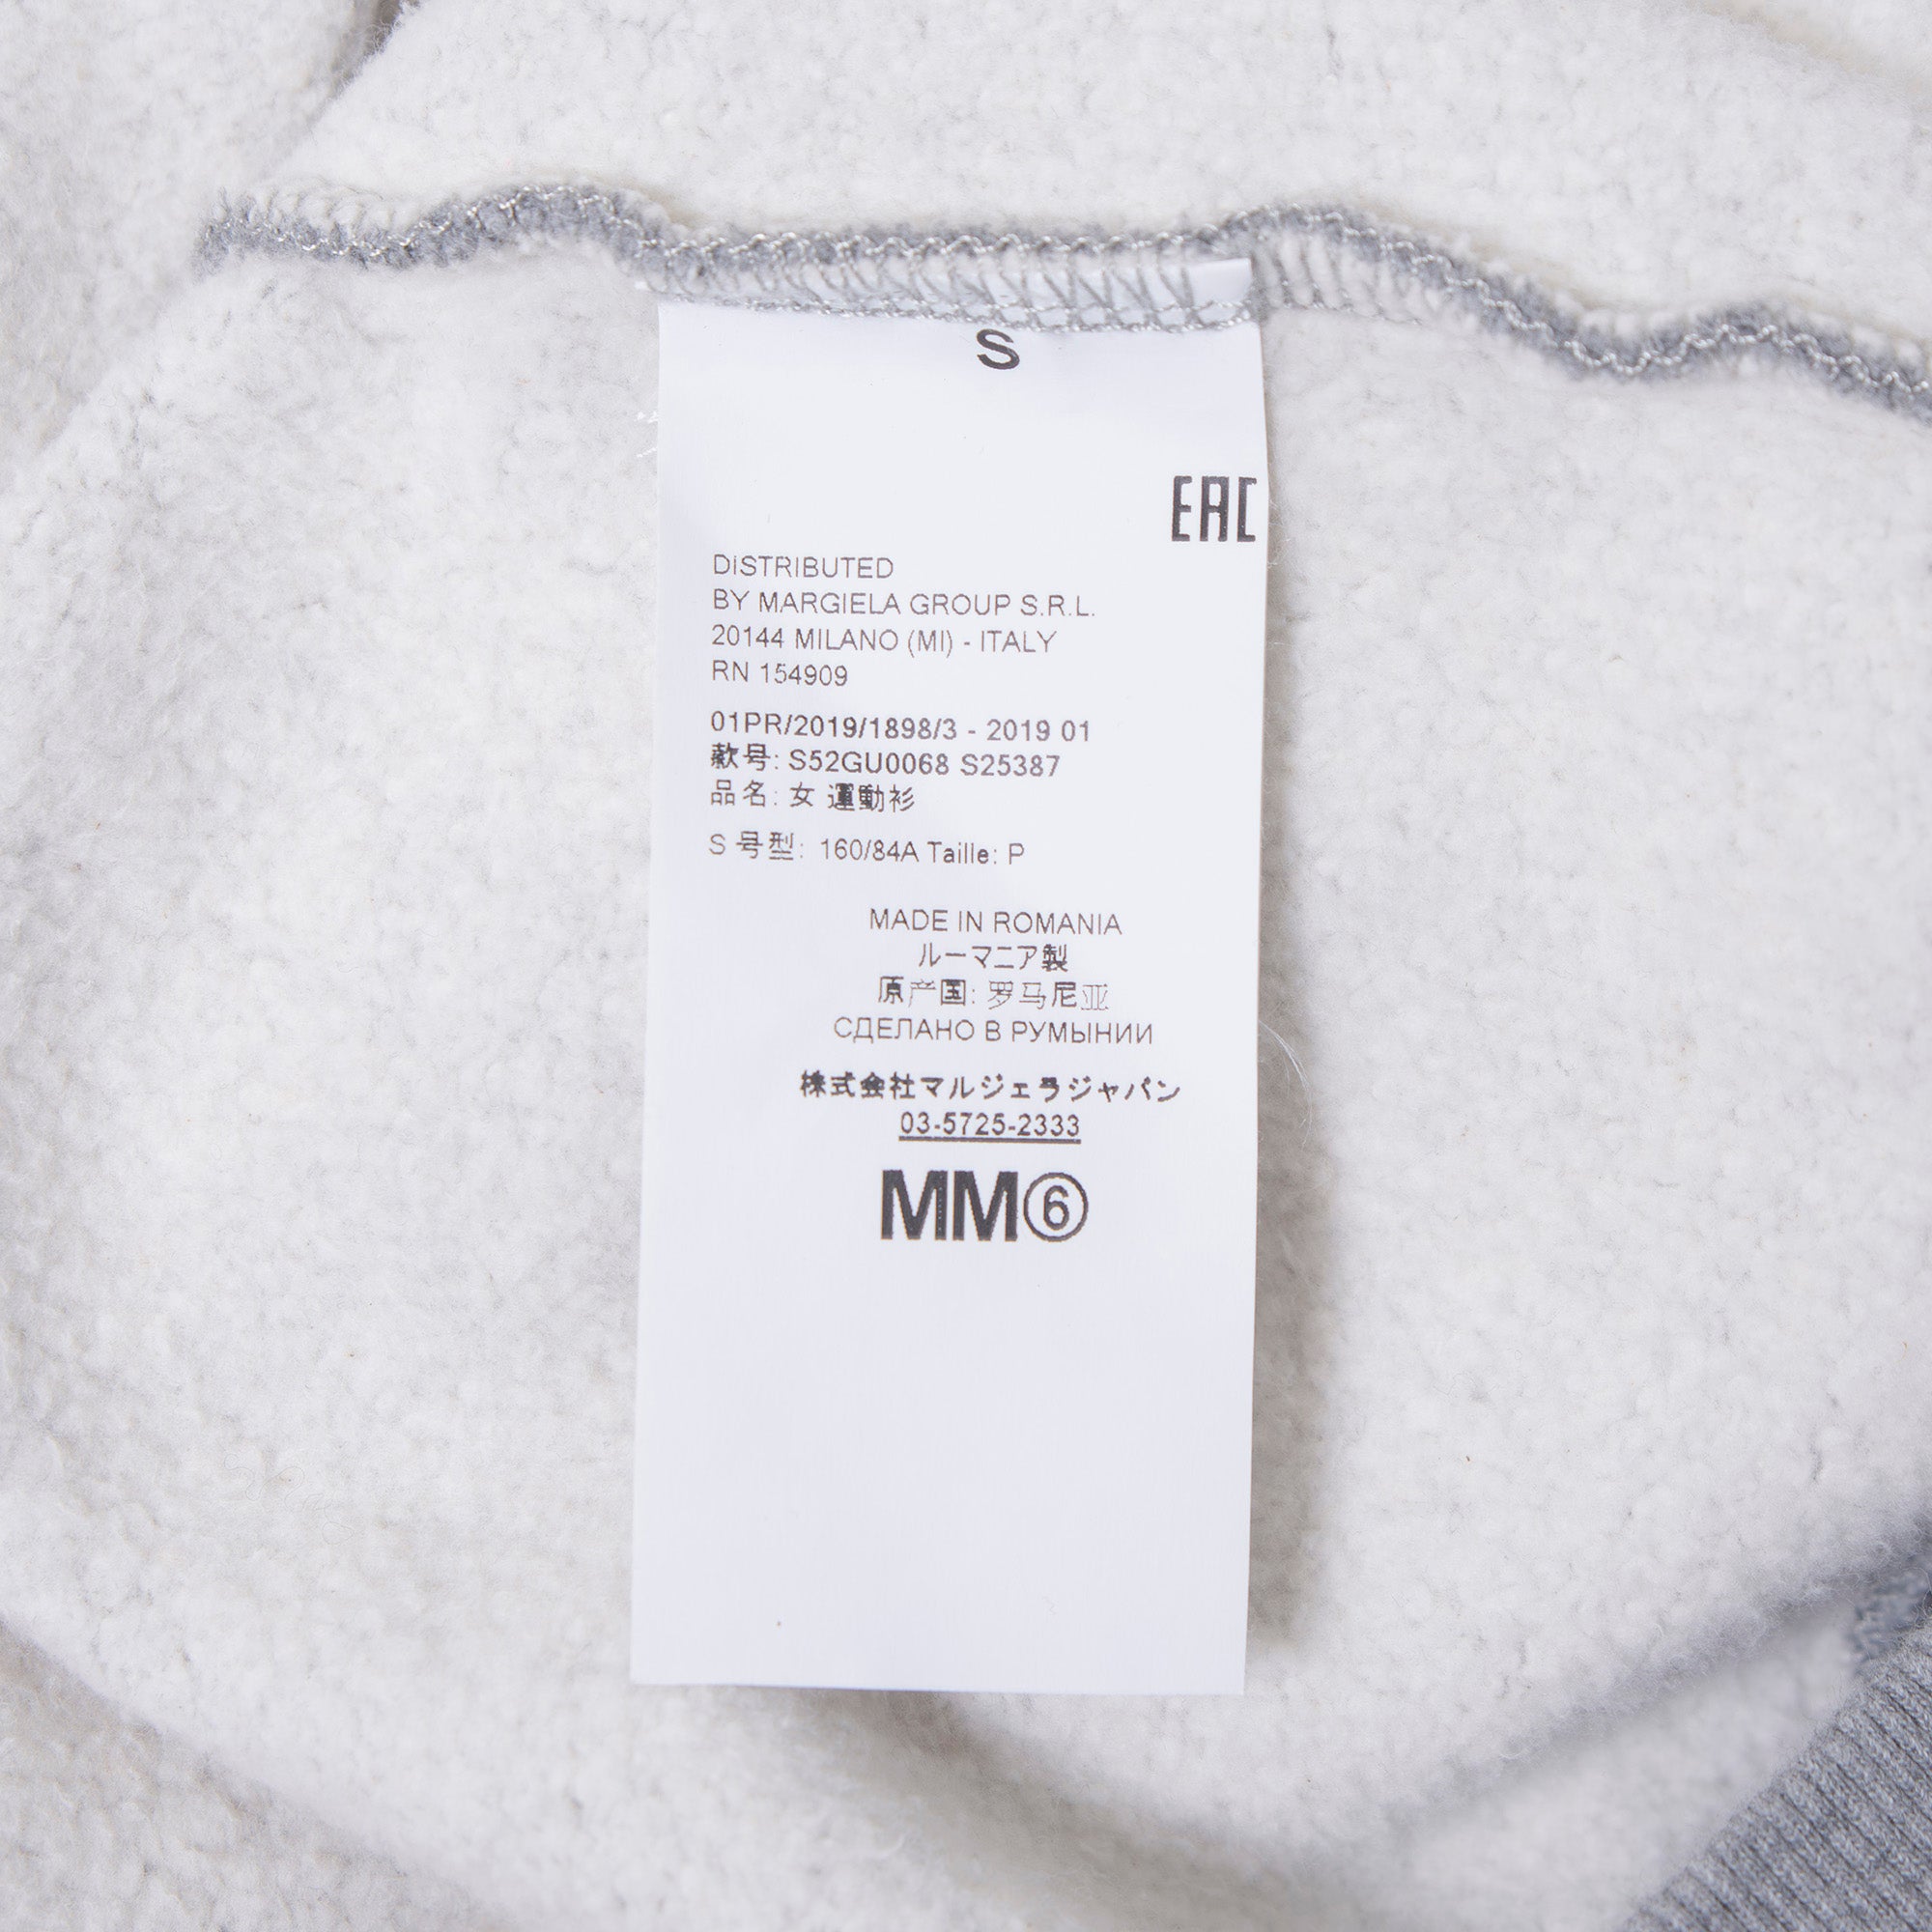 S
EAC
DISTRIBUTED
BY MARGIELA GROUP S.R.L.
20144 MILANO (MI) - ITALY
RN 154909
01PR/2019/1898/3 - 2019 01
款号: S52GU0068 S25387
品名: 女 運動衫
S 号型: 160/84A Taille: P
MADE IN ROMANIA
ルーマニア製
原产国: 罗马尼亚
СДЕЛАНО В РУМЫНИИ
株式会社マルジェラジャパン
03-5725-2333
MM⑥